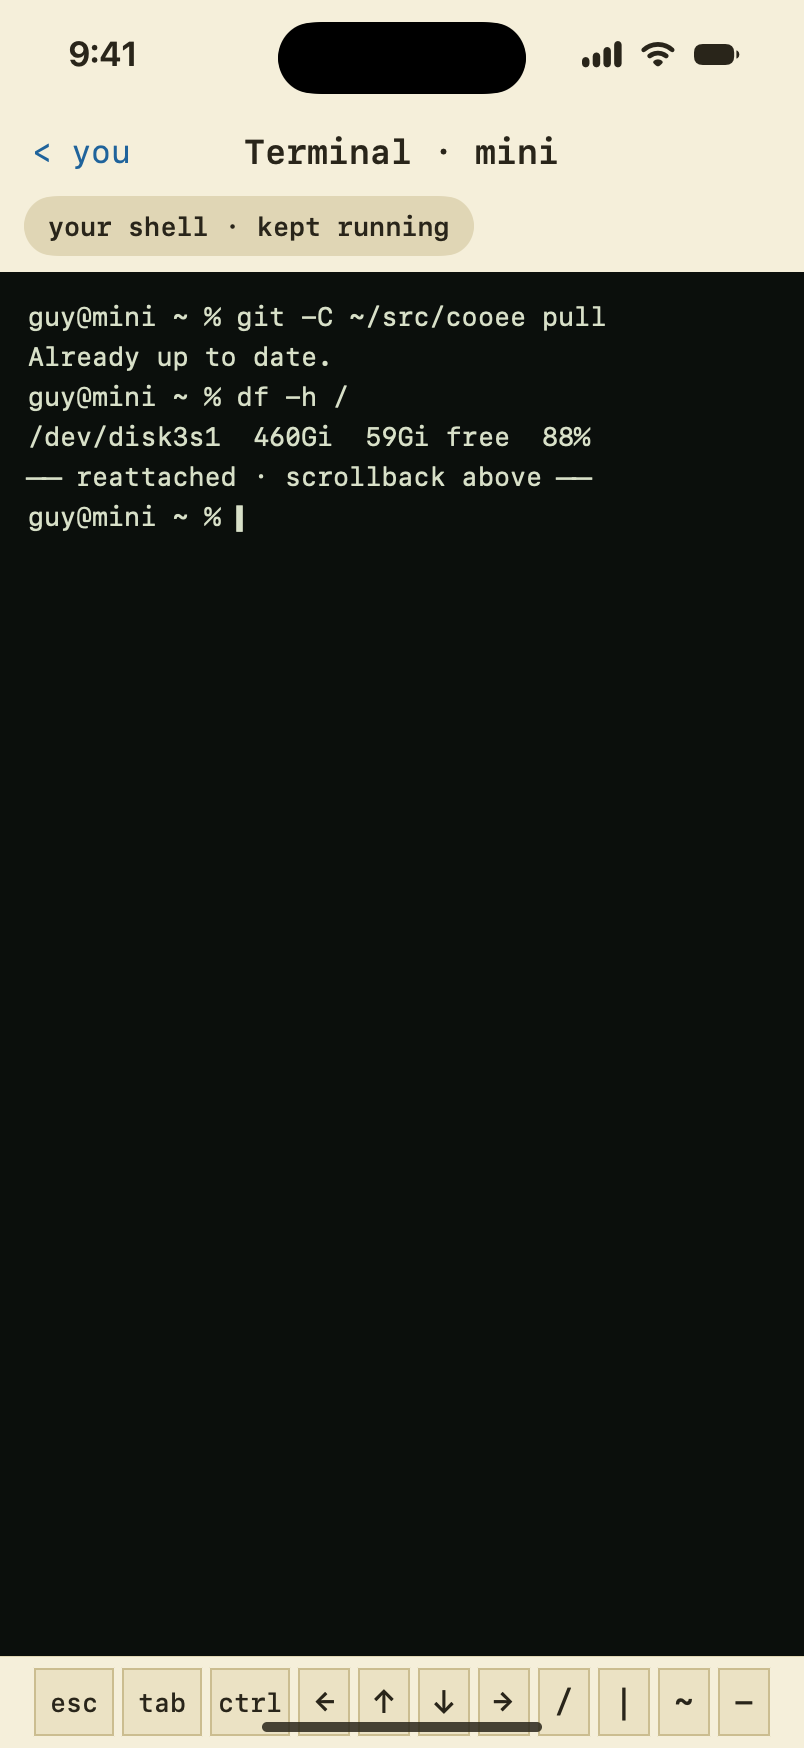 9:41
< you
Terminal · mini
your shell · kept running
guy@mini ~ % git -C ~/src/cooee pull
Already up to date.
guy@mini ~ % df -h /
/dev/disk3s1  460Gi  59Gi free  88%
—— reattached · scrollback above ——
guy@mini ~ %
esc tab ctrl ← ↑ ↓ → / | ~ –